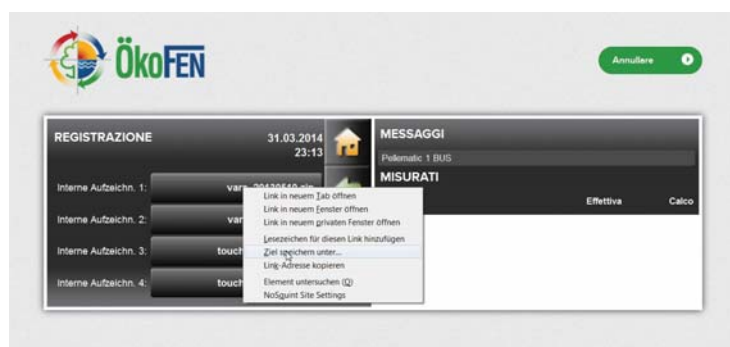 ÖkoFEN
Annullare
REGISTRAZIONE
31.03.2014
23:13
Interne Aufzeichn. 1:
Interne Aufzeichn. 2:
Interne Aufzeichn. 3:
touch
Interne Aufzeichn. 4:
touch
Link in neuem Tab öffnen
Link in neuem Fenster öffnen
Link in neuem privaten Fenster öffnen
Lesezeichen für diesen Link hinzufügen
Ziel speichern unter...
Link-Adresse kopieren
Element untersuchen (Q)
NoSquint Site Settings
MESSAGGI
Pellematic 1 BUS
MISURATI
Effettiva Calco